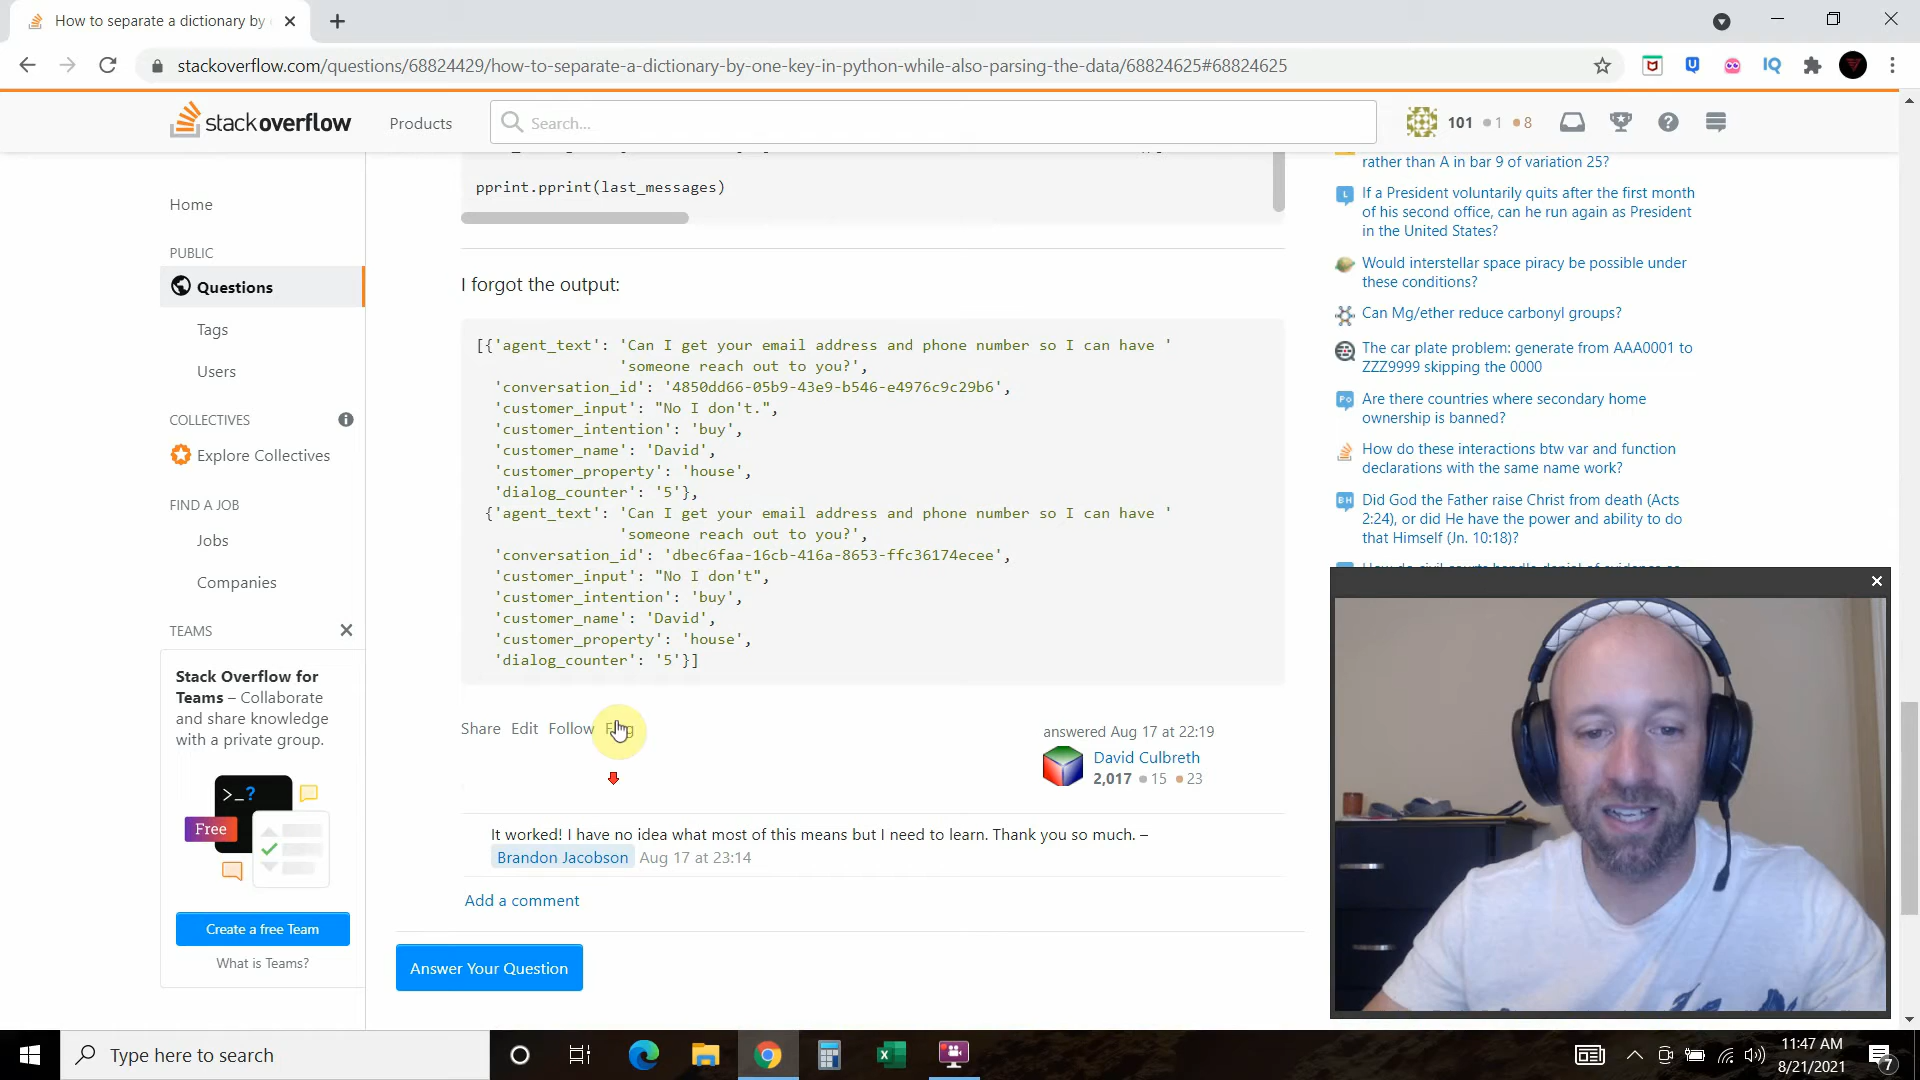 How to separate a dictionary by
stackoverflow.com/questions/68824429/how-to-separate-a-dictionary-by-one-key-in-python-while-also-parsing-the-data/68824625#68824625
stackoverflow
Products
Search...
101 1 8
Home
PUBLIC
Questions
Tags
Users
COLLECTIVES
Explore Collectives
FIND A JOB
Jobs
Companies
TEAMS
Stack Overflow for
Teams – Collaborate
and share knowledge
with a private group.
>_?
Free
Create a free Team
What is Teams?
pprint.pprint(last_messages)
I forgot the output:
[{'agent_text': 'Can I get your email address and phone number so I can have '
'someone reach out to you?',
'conversation_id': '4850dd66-05b9-43e9-b546-e4976c9c29b6',
'customer_input': "No I don't.",
'customer_intention': 'buy',
'customer_name': 'David',
'customer_property': 'house',
'dialog_counter': '5'},
{'agent_text': 'Can I get your email address and phone number so I can have '
'someone reach out to you?',
'conversation_id': 'dbec6faa-16cb-416a-8653-ffc36174ecee',
'customer_input': "No I don't",
'customer_intention': 'buy',
'customer_name': 'David',
'customer_property': 'house',
'dialog_counter': '5'}]
Share Edit Follow
answered Aug 17 at 22:19
David Culbreth
2,017 15 23
It worked! I have no idea what most of this means but I need to learn. Thank you so much. –
Brandon Jacobson Aug 17 at 23:14
Add a comment
Answer Your Question
rather than A in bar 9 of variation 25?
If a President voluntarily quits after the first month
of his second office, can he run again as President
in the United States?
Would interstellar space piracy be possible under
these conditions?
Can Mg/ether reduce carbonyl groups?
The car plate problem: generate from AAA0001 to
ZZZ9999 skipping the 0000
Are there countries where secondary home
ownership is banned?
How do these interactions btw var and function
declarations with the same name work?
Did God the Father raise Christ from death (Acts
2:24), or did He have the power and ability to do
that Himself (Jn. 10:18)?
Type here to search
11:47 AM
8/21/2021
7